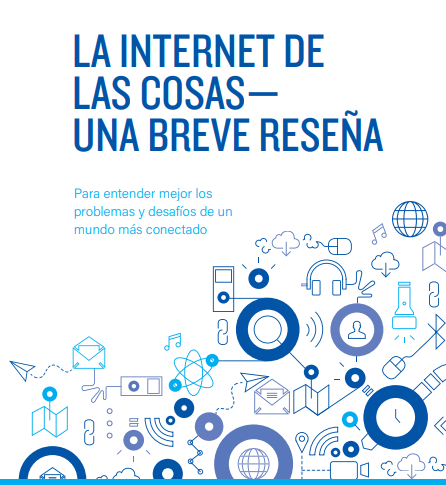 LA INTERNET DE
LAS COSAS—
UNA BREVE RESEÑA
Para entender mejor los
problemas y desafíos de un
mundo más conectado